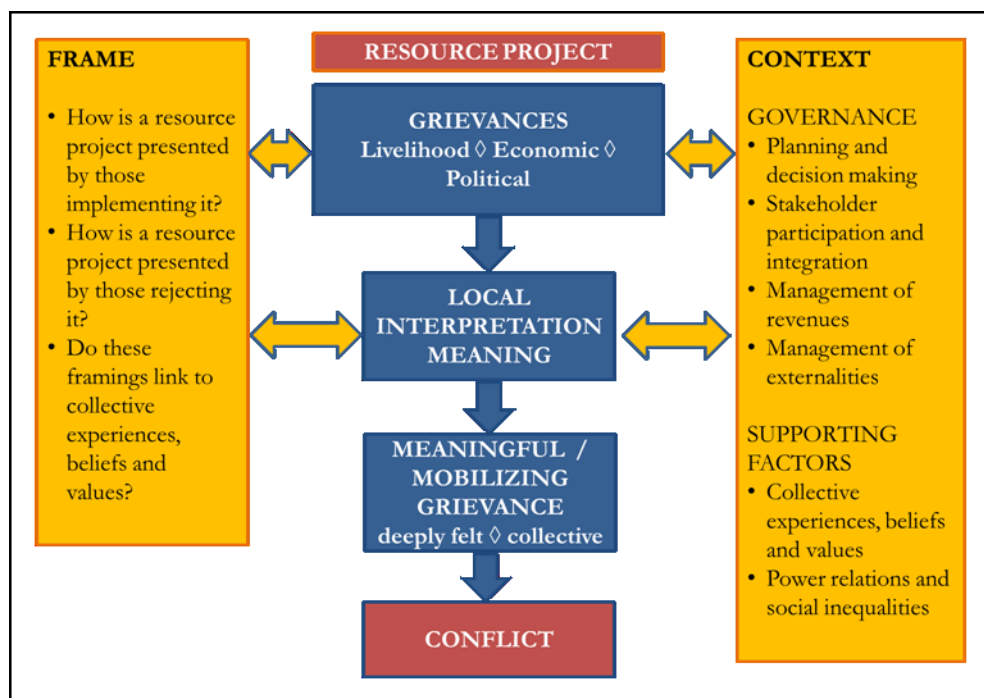 FRAME
• How is a resource
project presented
by those
implementing it?
• How is a resource
project presented
by those rejecting
it?
• Do these
framings link to
collective
experiences,
beliefs and
values?
RESOURCE PROJECT
GRIEVANCES
Livelihood ◊ Economic ◊
Political
LOCAL
INTERPRETATION
MEANING
MEANINGFUL /
MOBILIZING
GRIEVANCE
deeply felt ◊ collective
CONFLICT
CONTEXT
GOVERNANCE
• Planning and
decision making
• Stakeholder
participation and
integration
• Management of
revenues
• Management of
externalities
SUPPORTING
FACTORS
• Collective
experiences, beliefs
and values
• Power relations and
social inequalities